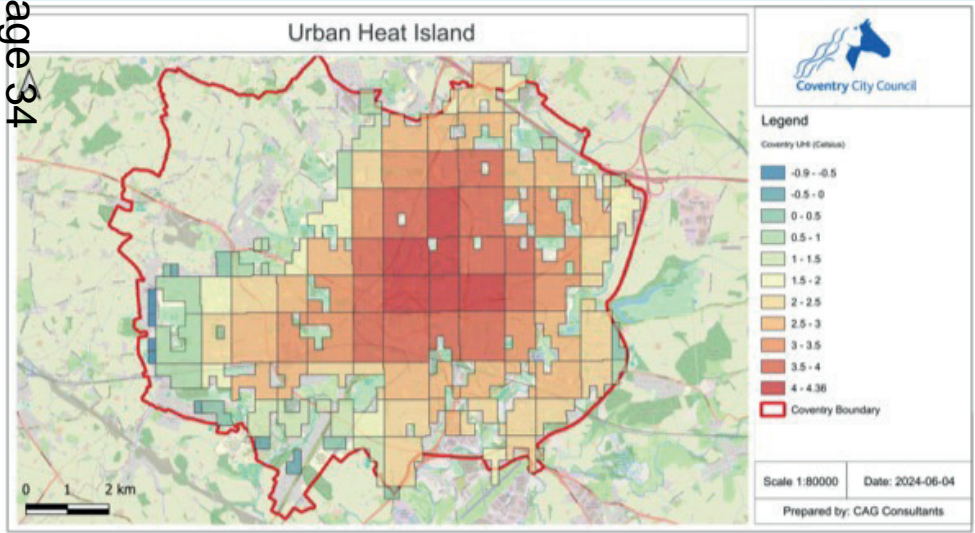 age 34
Urban Heat Island
Coventry City Council
Legend
Coventry UHI (Celsius)
-0.9 - -0.5
-0.5 - 0
0 - 0.5
0.5 - 1
1 - 1.5
1.5 - 2
2 - 2.5
2.5 - 3
3 - 3.5
3.5 - 4
4 - 4.36
Coventry Boundary
0 1 2 km
Scale 1:80000
Date: 2024-06-04
Prepared by: CAG Consultants